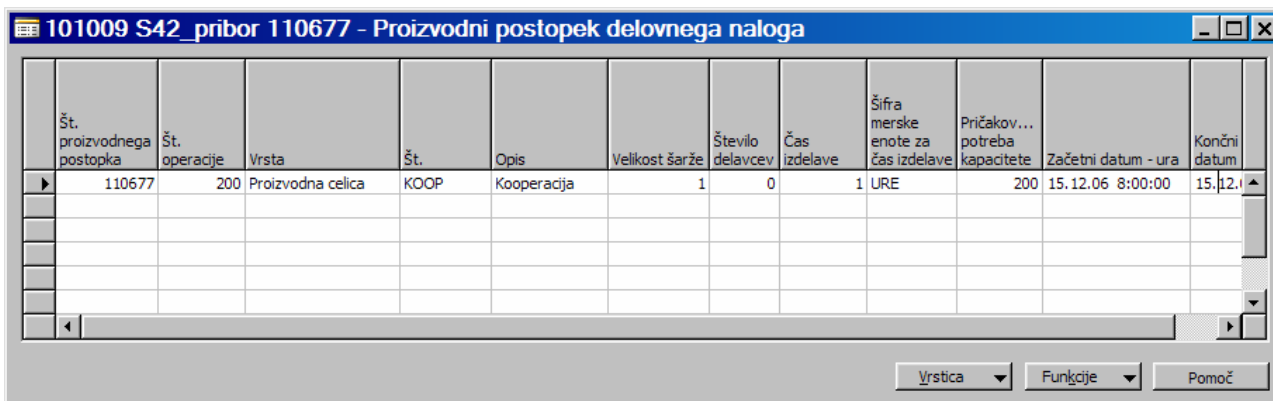 101009 S42_pribor 110677 - Proizvodni postopek delovnega naloga
Št. proizvodnega postopka
Št. operacije
Vrsta
Št.
Opis
Velikost šarže
Število delavcev
Čas izdelave
Šifra merske enote za čas izdelave
Pričakov... potreba kapacitete
Začetni datum - ura
Končni datum
110677 200 Proizvodna celica KOOP Kooperacija 1 0 1 URE 200 15.12.06 8:00:00 15.12.
Vrstica Funkcije Pomoč